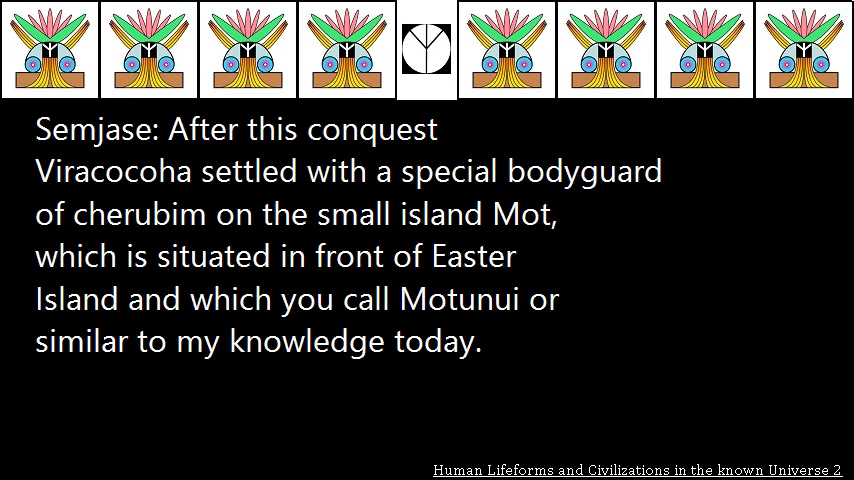 Semjase: After this conquest
Viracocoha settled with a special bodyguard
of cherubim on the small island Mot,
which is situated in front of Easter
Island and which you call Motunui or
similar to my knowledge today.
Human Lifeforms and Civilizations in the known Universe 2